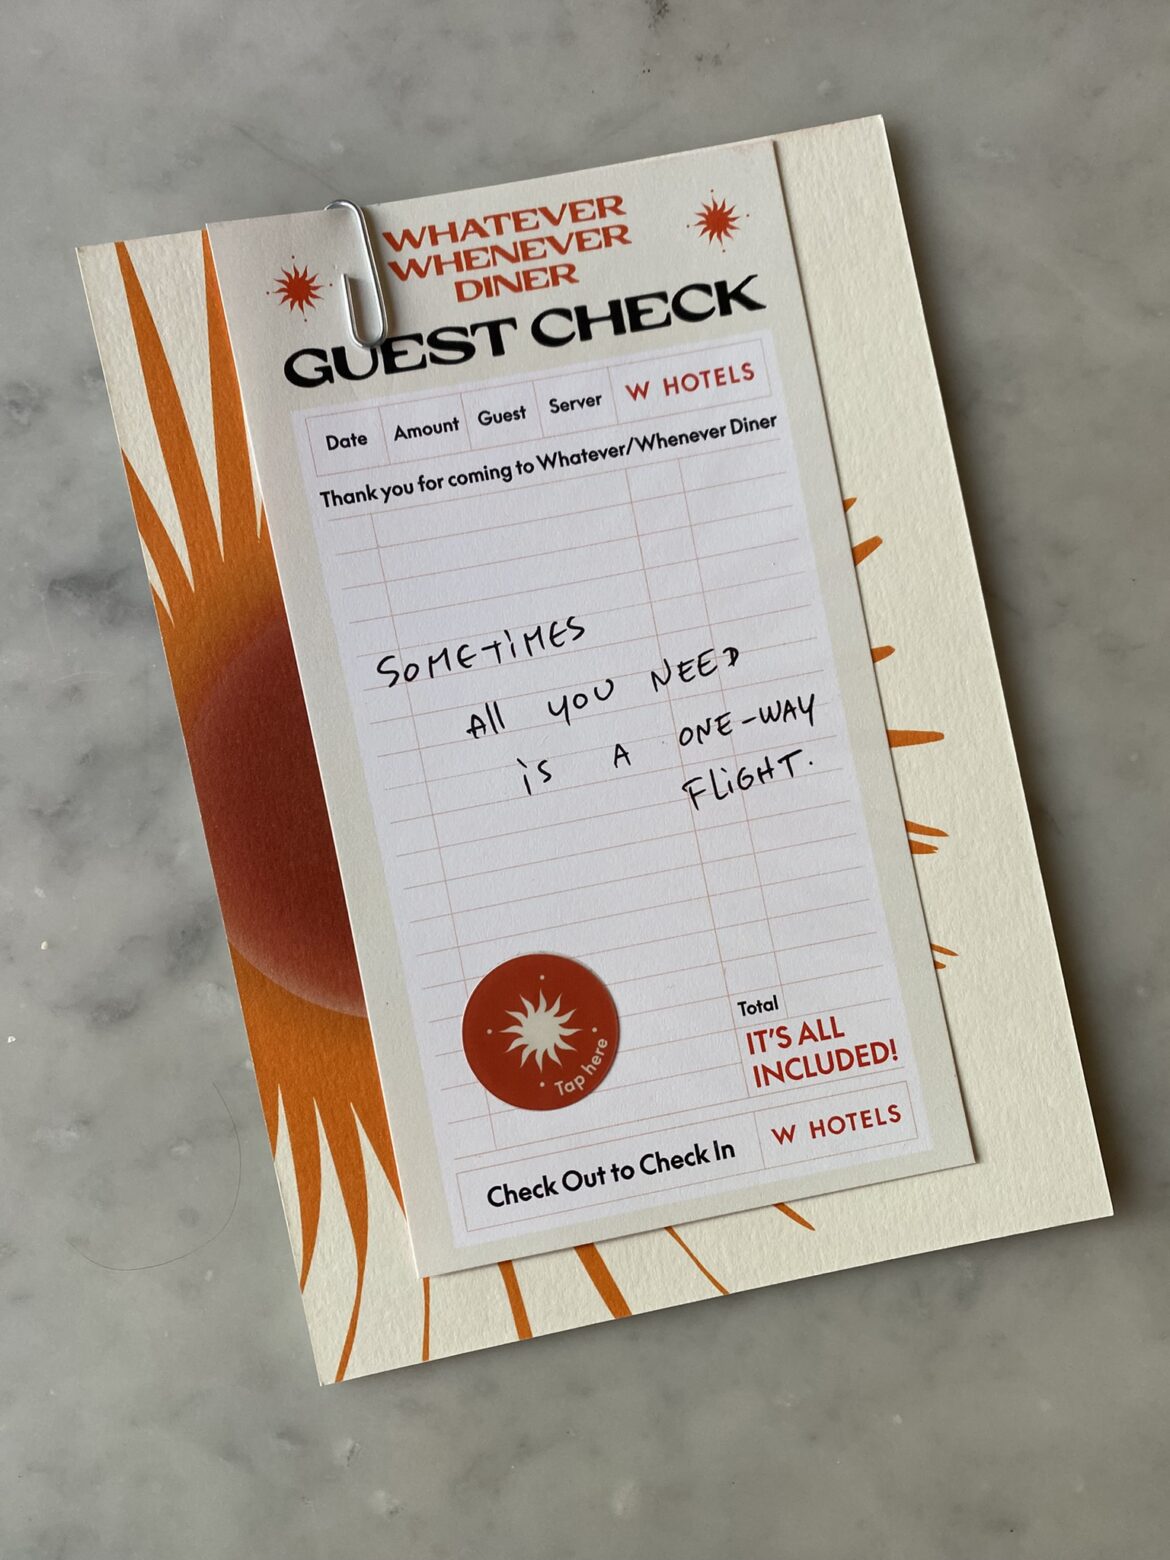 WHATEVER
WHENEVER
DINER
GUEST CHECK
Date Amount Guest Server W HOTELS
Thank you for coming to Whatever/Whenever Diner
SOMETIMES
All YOU NEED
is A ONE-WAY
FLiGHT.
Tap here
Total
IT'S ALL
INCLUDED!
Check Out to Check In W HOTELS